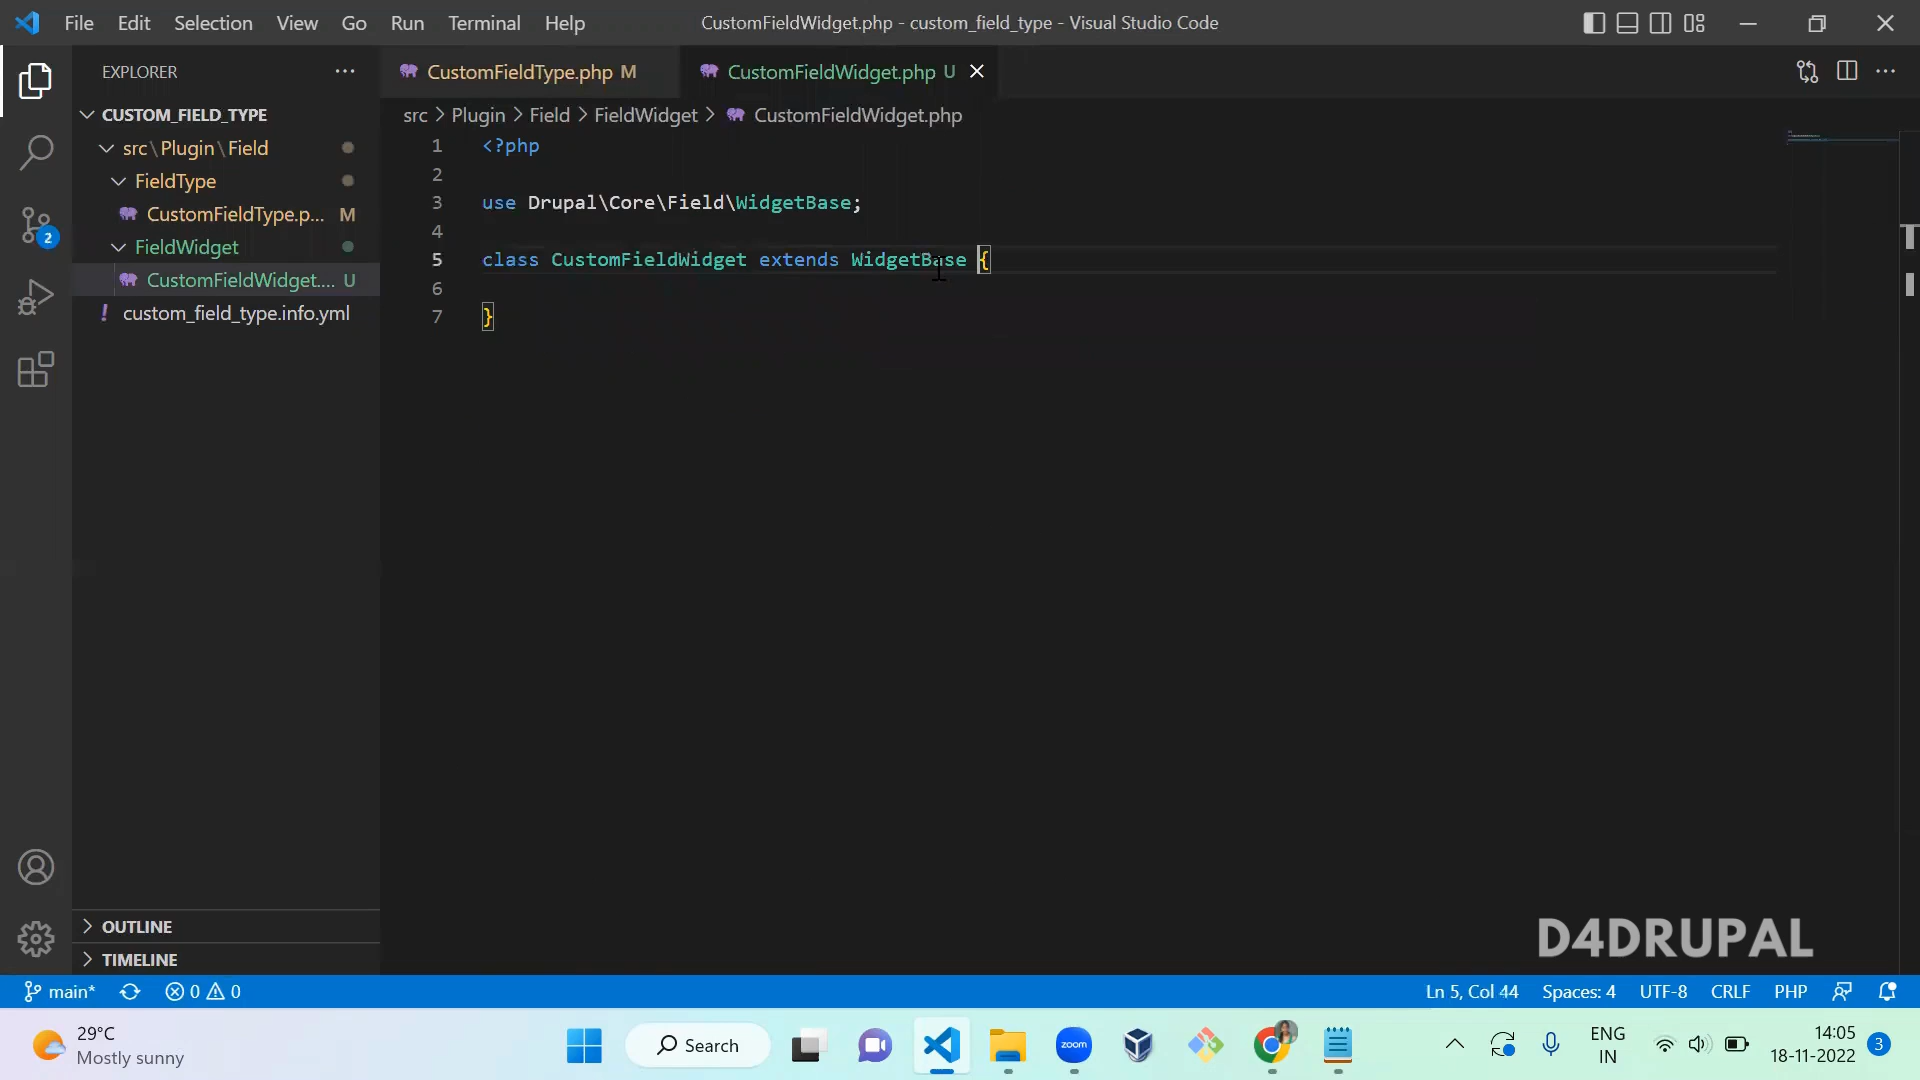 File Edit Selection View Go Run Terminal Help
CustomFieldWidget.php - custom_field_type - Visual Studio Code
EXPLORER
CUSTOM_FIELD_TYPE
src\Plugin\Field
FieldType
CustomFieldType.p... M
FieldWidget
CustomFieldWidget.... U
! custom_field_type.info.yml
2
OUTLINE
TIMELINE
CustomFieldType.php M
CustomFieldWidget.php U
src > Plugin > Field > FieldWidget > CustomFieldWidget.php
1 <?php
2
3 use Drupal\Core\Field\WidgetBase;
4
5 class CustomFieldWidget extends WidgetBase {
6
7 }
D4DRUPAL
main* 0 0
Ln 5, Col 44 Spaces: 4 UTF-8 CRLF PHP
29°C
Mostly sunny
Search
zoom
ENG
IN
14:05
18-11-2022
3